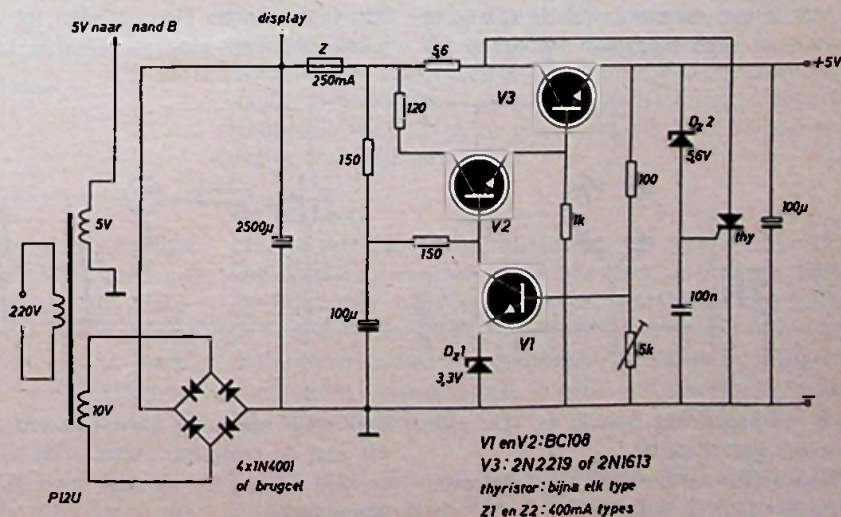 5V naar nand B
display
Z
250mA
5,6
+5V
V3
120
150
D_Z 2
5,6V
100
5V
2500µ
V2
1k
thy
100µ
150
220V
100n
100µ
V1
D_Z1
3,3V
5k
10V
4x1N4001
of brugcel
P12U
V1 en V2: BC108
V3: 2N2219 of 2N1613
thyristor: bijna elk type
Z1 en Z2: 400mA types